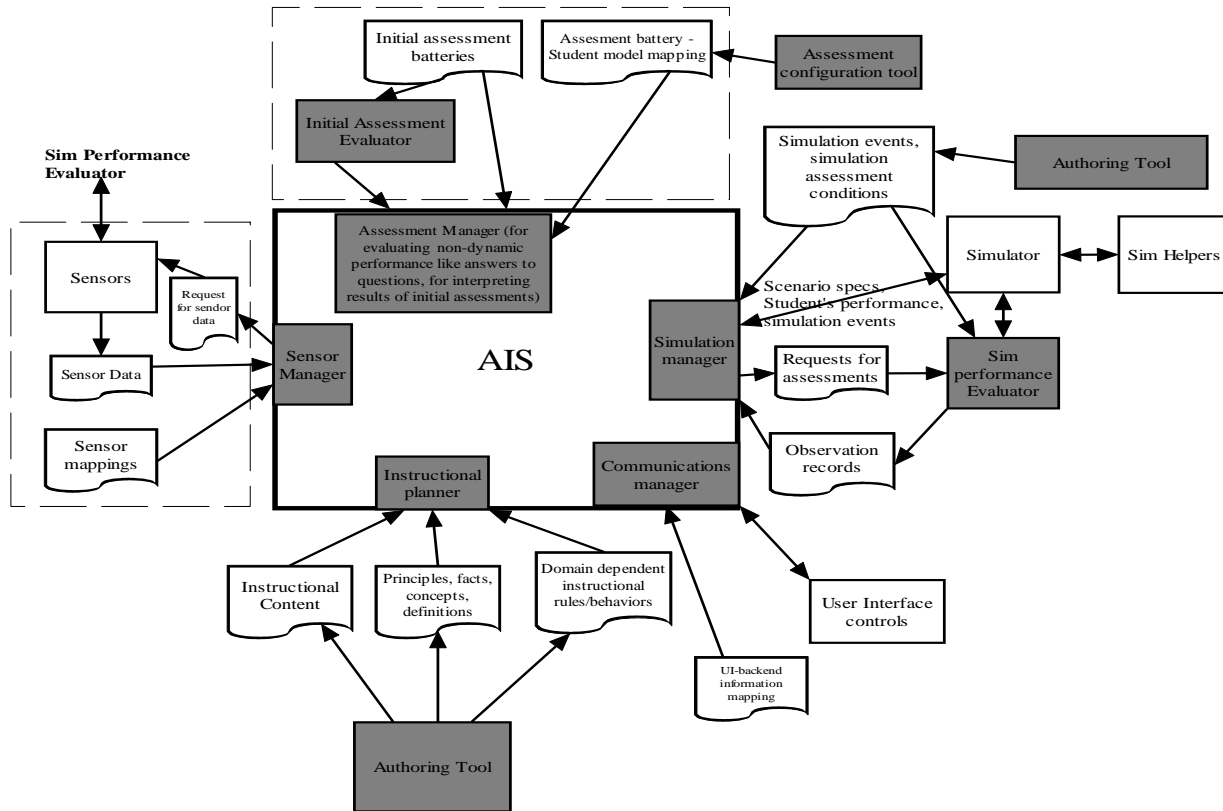 Initial assessment
batteries
Assesment battery -
Student model mapping
Assessment
configuration tool
Initial Assessment
Evaluator
Simulation events,
simulation
assessment
conditions
Authoring Tool
Sim Performance
Evaluator
Assessment Manager (for
evaluating non-dynamic
performance like answers to
questions, for interpreting
results of initial assessments)
Sensors
Request
for sendor
data
Simulator
Sim Helpers
Scenario specs,
Student's performance,
simulation events
Sensor
Manager
AIS
Simulation
manager
Requests for
assessments
Sim
performance
Evaluator
Sensor Data
Sensor
mappings
Observation
records
Instructional
planner
Communications
manager
Instructional
Content
Principles, facts,
concepts,
definitions
Domain dependent
instructional
rules/behaviors
User Interface
controls
UI-backend
information
mapping
Authoring Tool